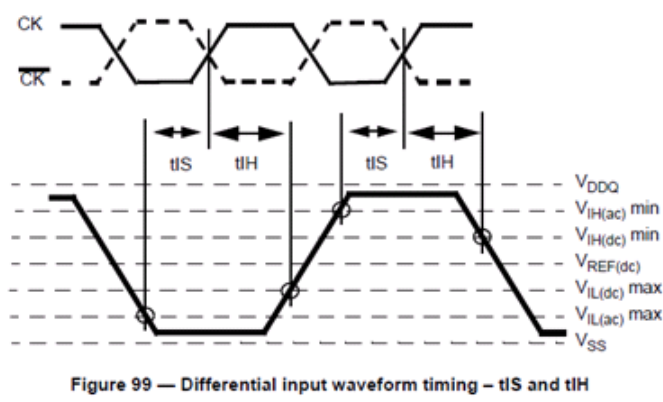 CK
CK
tIS tIH tIS tIH
VDDQ
VIH(ac) min
VIH(dc) min
VREF(dc)
VIL(dc) max
VIL(ac) max
VSS
Figure 99 — Differential input waveform timing – tIS and tIH